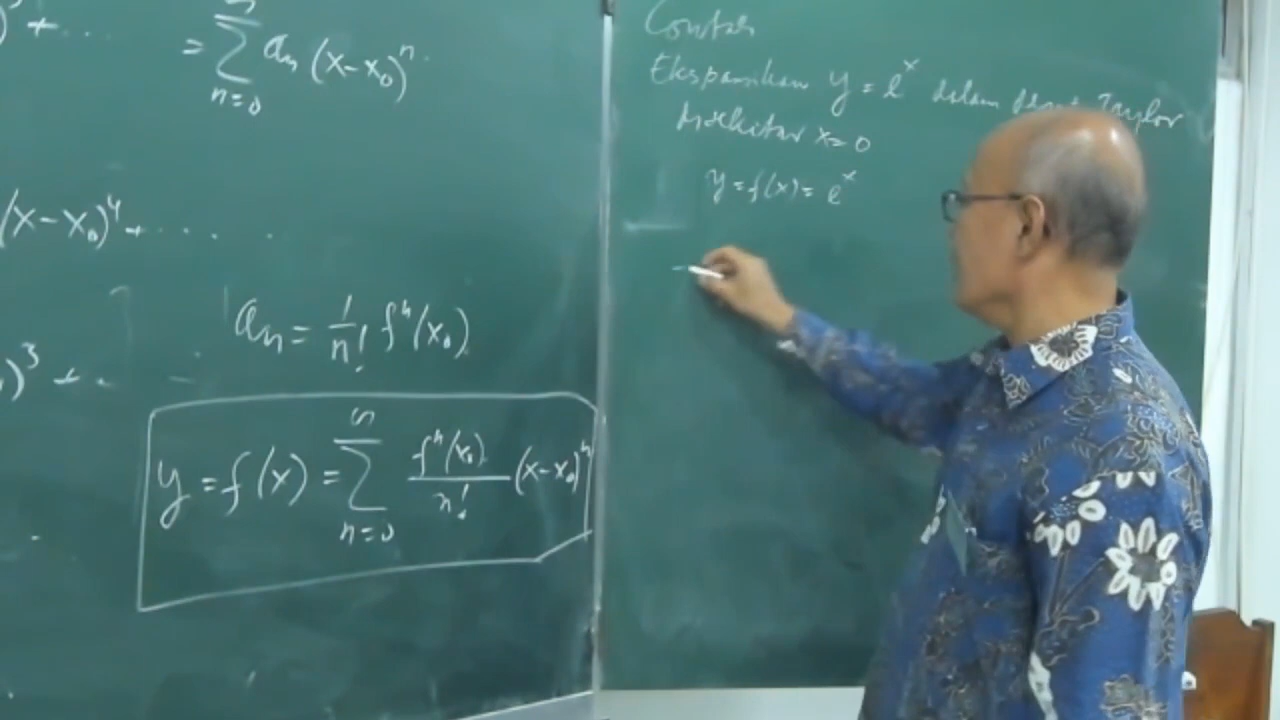 )³ + ...
= ∑_{n=0}^{∞} aₙ (x-x₀)ⁿ.
(x-x₀)⁴ + ....
aₙ = 1/n! fⁿ(x₀)
)³ + .
y = f(x) = ∑_{n=0}^{∞} fⁿ(x₀)/n! (x-x₀)ⁿ
Contoh
Ekspansikan y = eˣ dalam deret Taylor
disekitar x=0
y = f(x) = eˣ